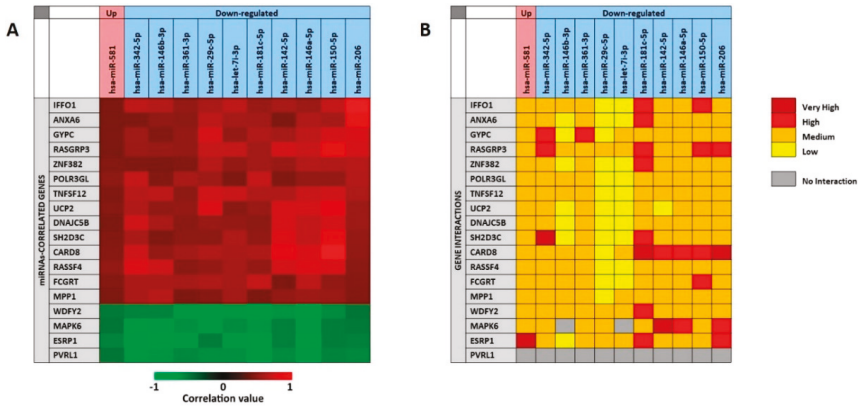 A
Up
Down-regulated
hsa-miR-581
hsa-miR-342-5p
hsa-miR-146b-3p
hsa-miR-361-3p
hsa-miR-29c-5p
hsa-let-7i-3p
hsa-miR-181c-5p
hsa-miR-142-5p
hsa-miR-146a-5p
hsa-miR-150-5p
hsa-miR-206
miRNAs-CORRELATED GENES
IFFO1
ANXA6
GYPC
RASGRP3
ZNF382
POLR3GL
TNFSF12
UCP2
DNAJC5B
SH2D3C
CARD8
RASSF4
FCGRT
MPP1
WDFY2
MAPK6
ESRP1
PVRL1
-1
0
1
Correlation value
B
Up
Down-regulated
hsa-miR-581
hsa-miR-342-5p
hsa-miR-146b-3p
hsa-miR-361-3p
hsa-miR-29c-5p
hsa-let-7i-3p
hsa-miR-181c-5p
hsa-miR-142-5p
hsa-miR-146a-5p
hsa-miR-150-5p
hsa-miR-206
GENE INTERACTIONS
IFFO1
ANXA6
GYPC
RASGRP3
ZNF382
POLR3GL
TNFSF12
UCP2
DNAJC5B
SH2D3C
CARD8
RASSF4
FCGRT
MPP1
WDFY2
MAPK6
ESRP1
PVRL1
Very High
High
Medium
Low
No Interaction